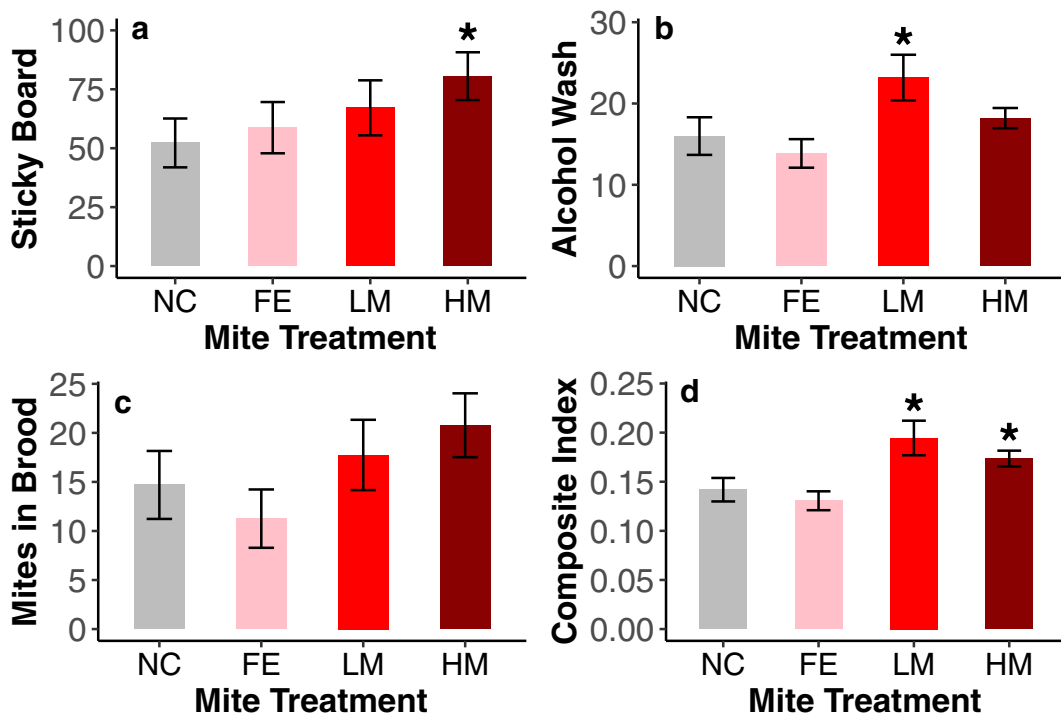 a
*
Sticky Board
100
75
50
25
0
NC FE LM HM
Mite Treatment
b
*
Alcohol Wash
30
20
10
0
NC FE LM HM
Mite Treatment
c
Mites in Brood
25
20
15
10
5
0
NC FE LM HM
Mite Treatment
d
*
*
Composite Index
0.25
0.20
0.15
0.10
0.05
0.00
NC FE LM HM
Mite Treatment